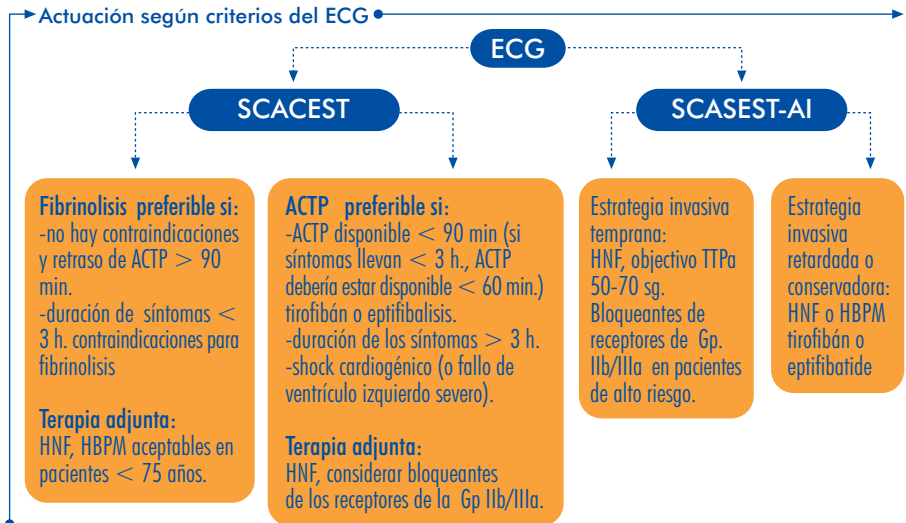 Actuación según criterios del ECG
ECG
SCACEST
SCASEST-AI
Fibrinolisis preferible si:
-no hay contraindicaciones
y retraso de ACTP > 90
min.
-duración de síntomas <
3 h. contraindicaciones para
fibrinolisis
Terapia adjunta:
HNF, HBPM aceptables en
pacientes < 75 años.
ACTP preferible si:
-ACTP disponible < 90 min (si
síntomas llevan < 3 h., ACTP
debería estar disponible < 60 min.)
tirofibán o eptifibalisis.
-duración de los síntomas > 3 h.
-shock cardiogénico (o fallo de
ventrículo izquierdo severo).
Terapia adjunta:
HNF, considerar bloqueantes
de los receptores de la Gp IIb/IIIa.
Estrategia invasiva
temprana:
HNF, objectivo TTPa
50-70 sg.
Bloqueantes de
receptores de Gp.
IIb/IIIa en pacientes
de alto riesgo.
Estrategia
invasiva
retardada o
conservadora:
HNF o HBPM
tirofibán o
eptifibatide